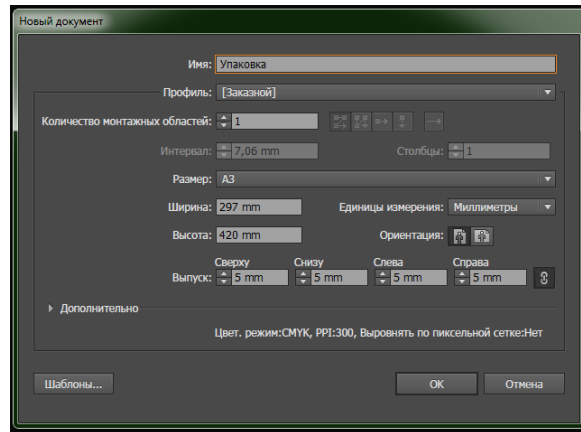 Новый документ
Имя: Упаковка
Профиль: [Заказной]
Количество монтажных областей: 1
Интервал: 7,06 mm Столбцы: 1
Размер: A3
Ширина: 297 mm Единицы измерения: Миллиметры
Высота: 420 mm Ориентация:
Сверху Снизу Слева Справа
Выпуск: 5 mm 5 mm 5 mm 5 mm
Дополнительно
Цвет. режим:CMYK, PPI:300, Выровнять по пиксельной сетке:Нет
Шаблоны... ОК Отмена